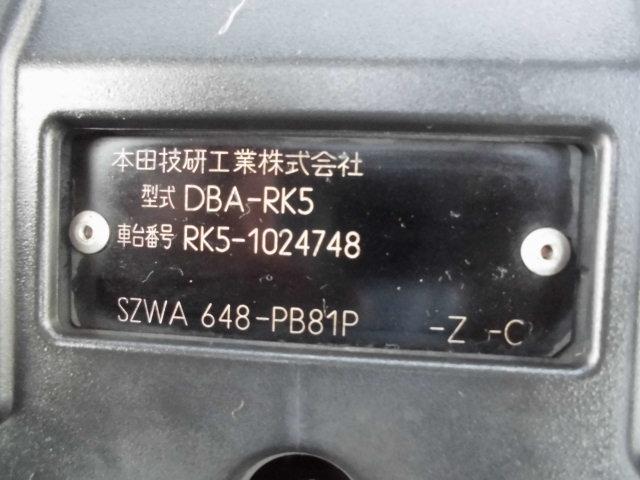 本田技研工業株式会社
型式 DBA-RK5
車台番号 RK5-1024748
SZWA 648-PB81P -Z -C